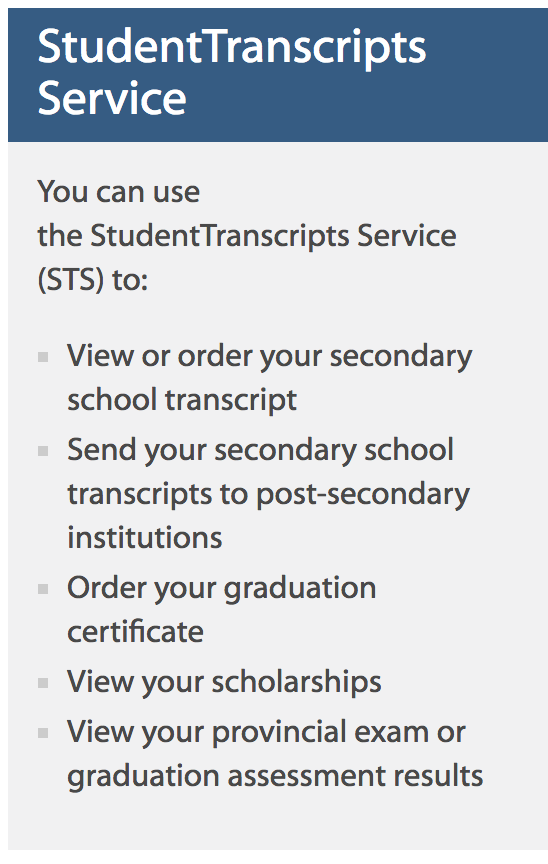 StudentTranscripts
Service
You can use
the StudentTranscripts Service
(STS) to:
View or order your secondary
school transcript
Send your secondary school
transcripts to post-secondary
institutions
Order your graduation
certificate
View your scholarships
View your provincial exam or
graduation assessment results